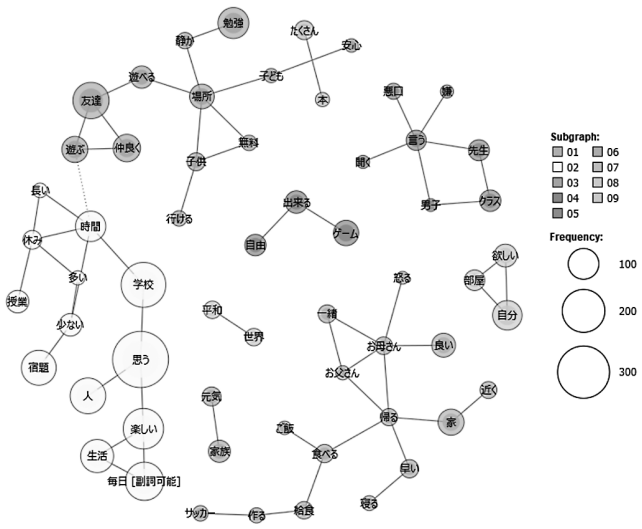 勉強
静か
たくさん
安心
遊べる
子ども
場所
本
友達
悪口
嫌
遊ぶ
仲良く
無料
言う
先生
子供
聞く
長い
行ける
出来る
男子
クラス
時間
休み
自由
ゲーム
多い
学校
怒る
欲しい
部屋
授業
平和
一緒
自分
少ない
世界
お母さん
良い
宿題
思う
お父さん
人
元気
近く
帰る
家
楽しい
ご飯
生活
家族
食べる
早い
毎日 [副詞可能]
サッカー
作る
給食
寝る
Subgraph:
01 06
02 07
03 08
04 09
05
Frequency:
100
200
300